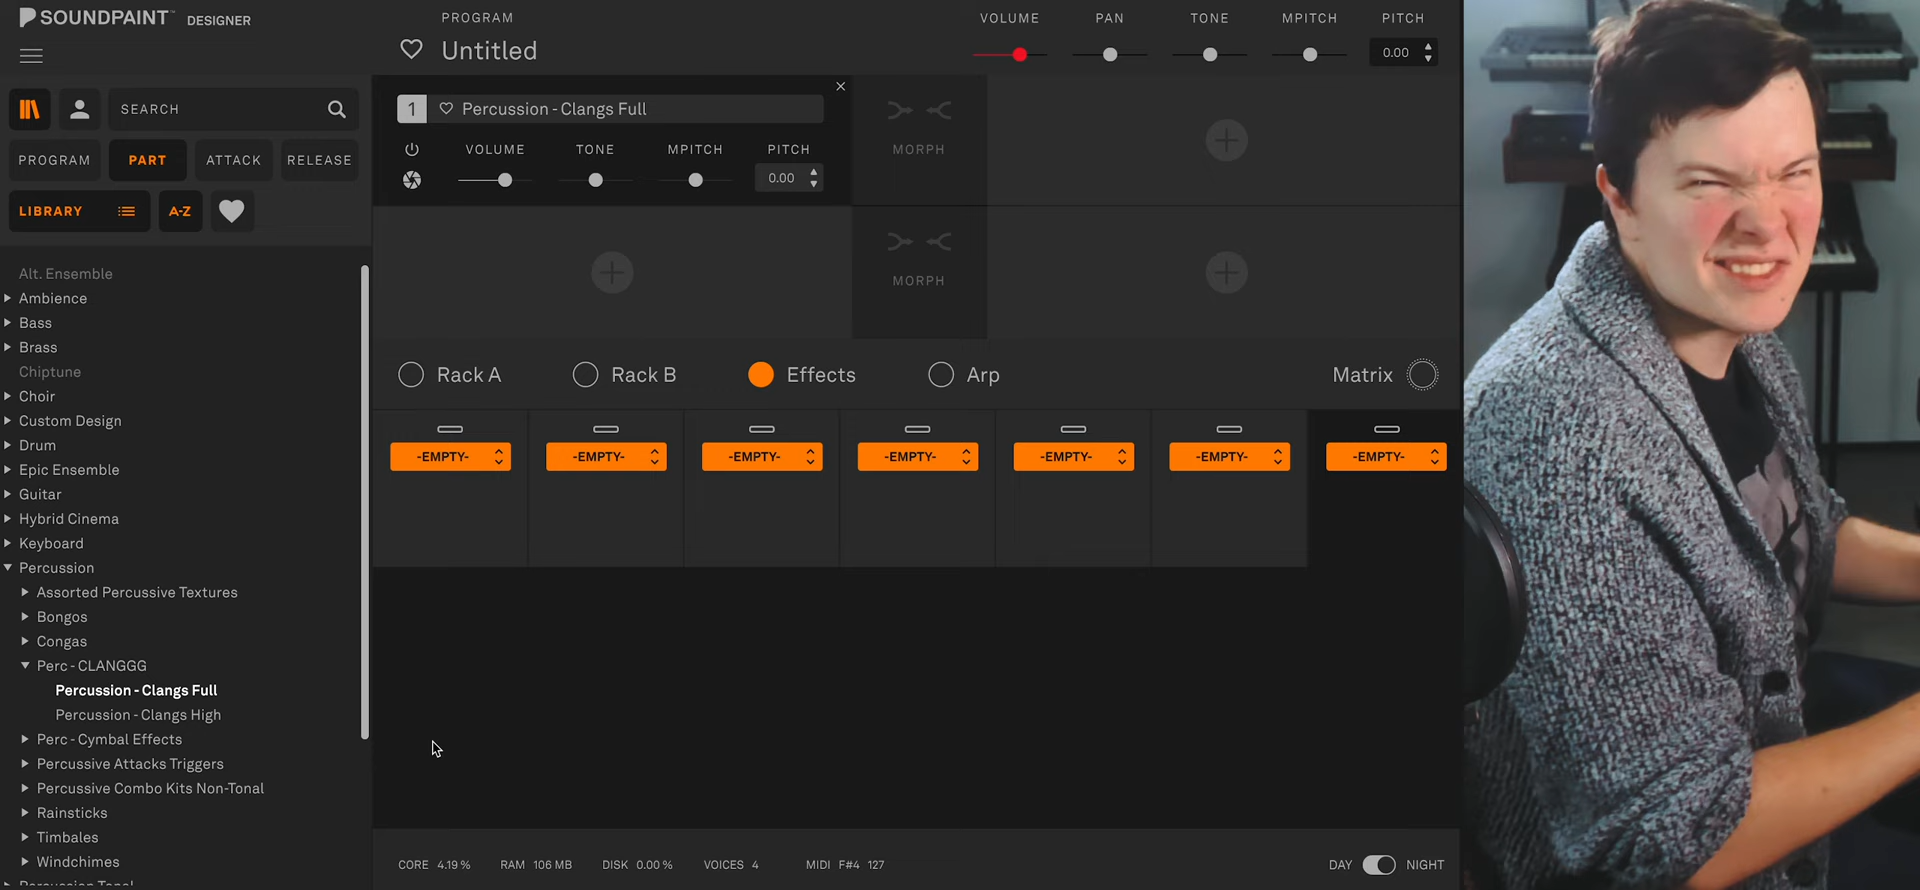 SOUNDPAINT™ DESIGNER
PROGRAM
Untitled
VOLUME PAN TONE MPITCH PITCH
0.00
SEARCH
PROGRAM PART ATTACK RELEASE
LIBRARY A-Z
1 Percussion - Clangs Full
VOLUME TONE MPITCH PITCH
0.00
MORPH
MORPH
Alt. Ensemble
Ambience
Bass
Brass
Chiptune
Choir
Custom Design
Drum
Epic Ensemble
Guitar
Hybrid Cinema
Keyboard
Percussion
Assorted Percussive Textures
Bongos
Congas
Perc - CLANGGG
Percussion - Clangs Full
Percussion - Clangs High
Perc - Cymbal Effects
Percussive Attacks Triggers
Percussive Combo Kits Non-Tonal
Rainsticks
Timbales
Windchimes
Percussion Tonal
Rack A Rack B Effects Arp Matrix
-EMPTY- -EMPTY- -EMPTY- -EMPTY- -EMPTY- -EMPTY- -EMPTY-
CORE 4.19 % RAM 106 MB DISK 0.00 % VOICES 4 MIDI F#4 127
DAY NIGHT